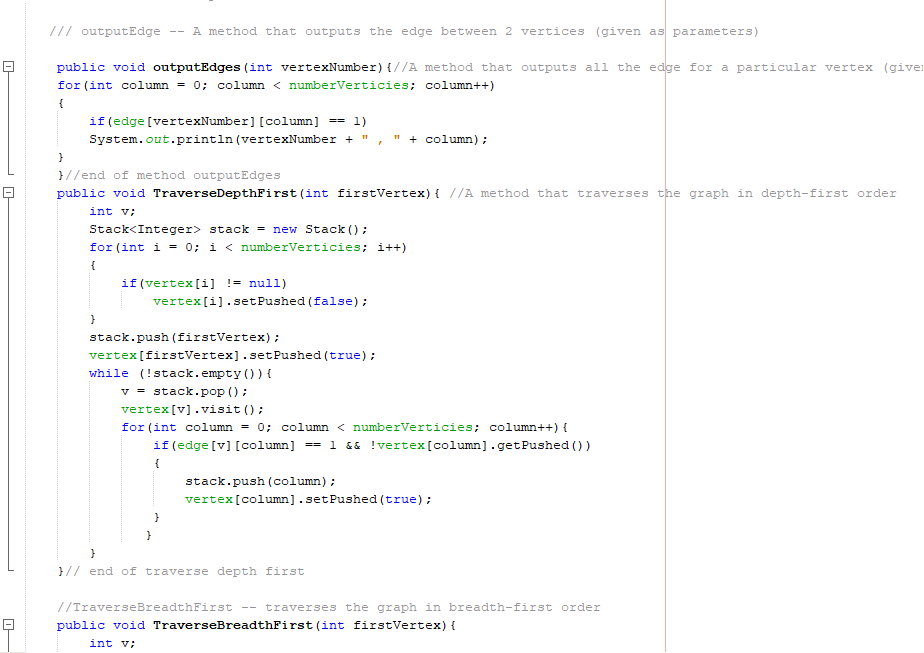 /// outputEdge -- A method that outputs the edge between 2 vertices (given as parameters)
public void outputEdges(int vertexNumber){//A method that outputs all the edge for a particular vertex (given
for(int column = 0; column < numberVerticies; column++)
{
if(edge[vertexNumber][column] == 1)
System.out.println(vertexNumber + " , " + column);
}
}//end of method outputEdges
public void TraverseDepthFirst(int firstVertex){ //A method that traverses the graph in depth-first order
int v;
Stack<Integer> stack = new Stack();
for(int i = 0; i < numberVerticies; i++)
{
if(vertex[i] != null)
vertex[i].setPushed(false);
}
stack.push(firstVertex);
vertex[firstVertex].setPushed(true);
while (!stack.empty()){
v = stack.pop();
vertex[v].visit();
for(int column = 0; column < numberVerticies; column++){
if(edge[v][column] == 1 && !vertex[column].getPushed())
{
stack.push(column);
vertex[column].setPushed(true);
}
}
}
}// end of traverse depth first
//TraverseBreadthFirst -- traverses the graph in breadth-first order
public void TraverseBreadthFirst(int firstVertex){
int v;